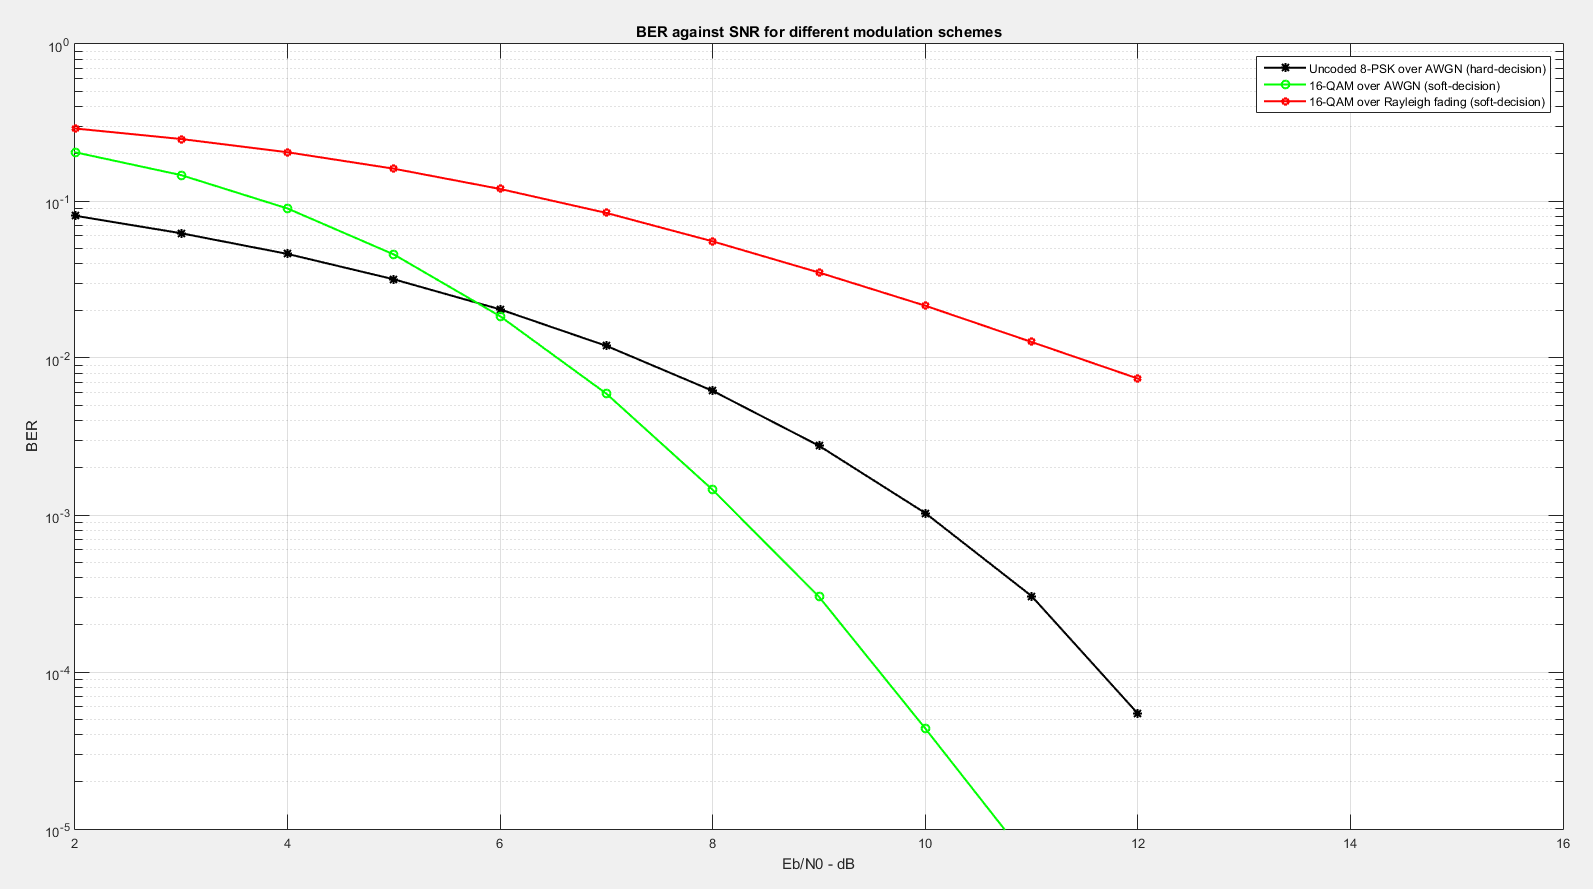 BER against SNR for different modulation schemes
Uncoded 8-PSK over AWGN (hard-decision)
16-QAM over AWGN (soft-decision)
16-QAM over Rayleigh fading (soft-decision)
10^0
10^-1
10^-2
10^-3
10^-4
10^-5
BER
2 4 6 8 10 12 14 16
Eb/N0 - dB